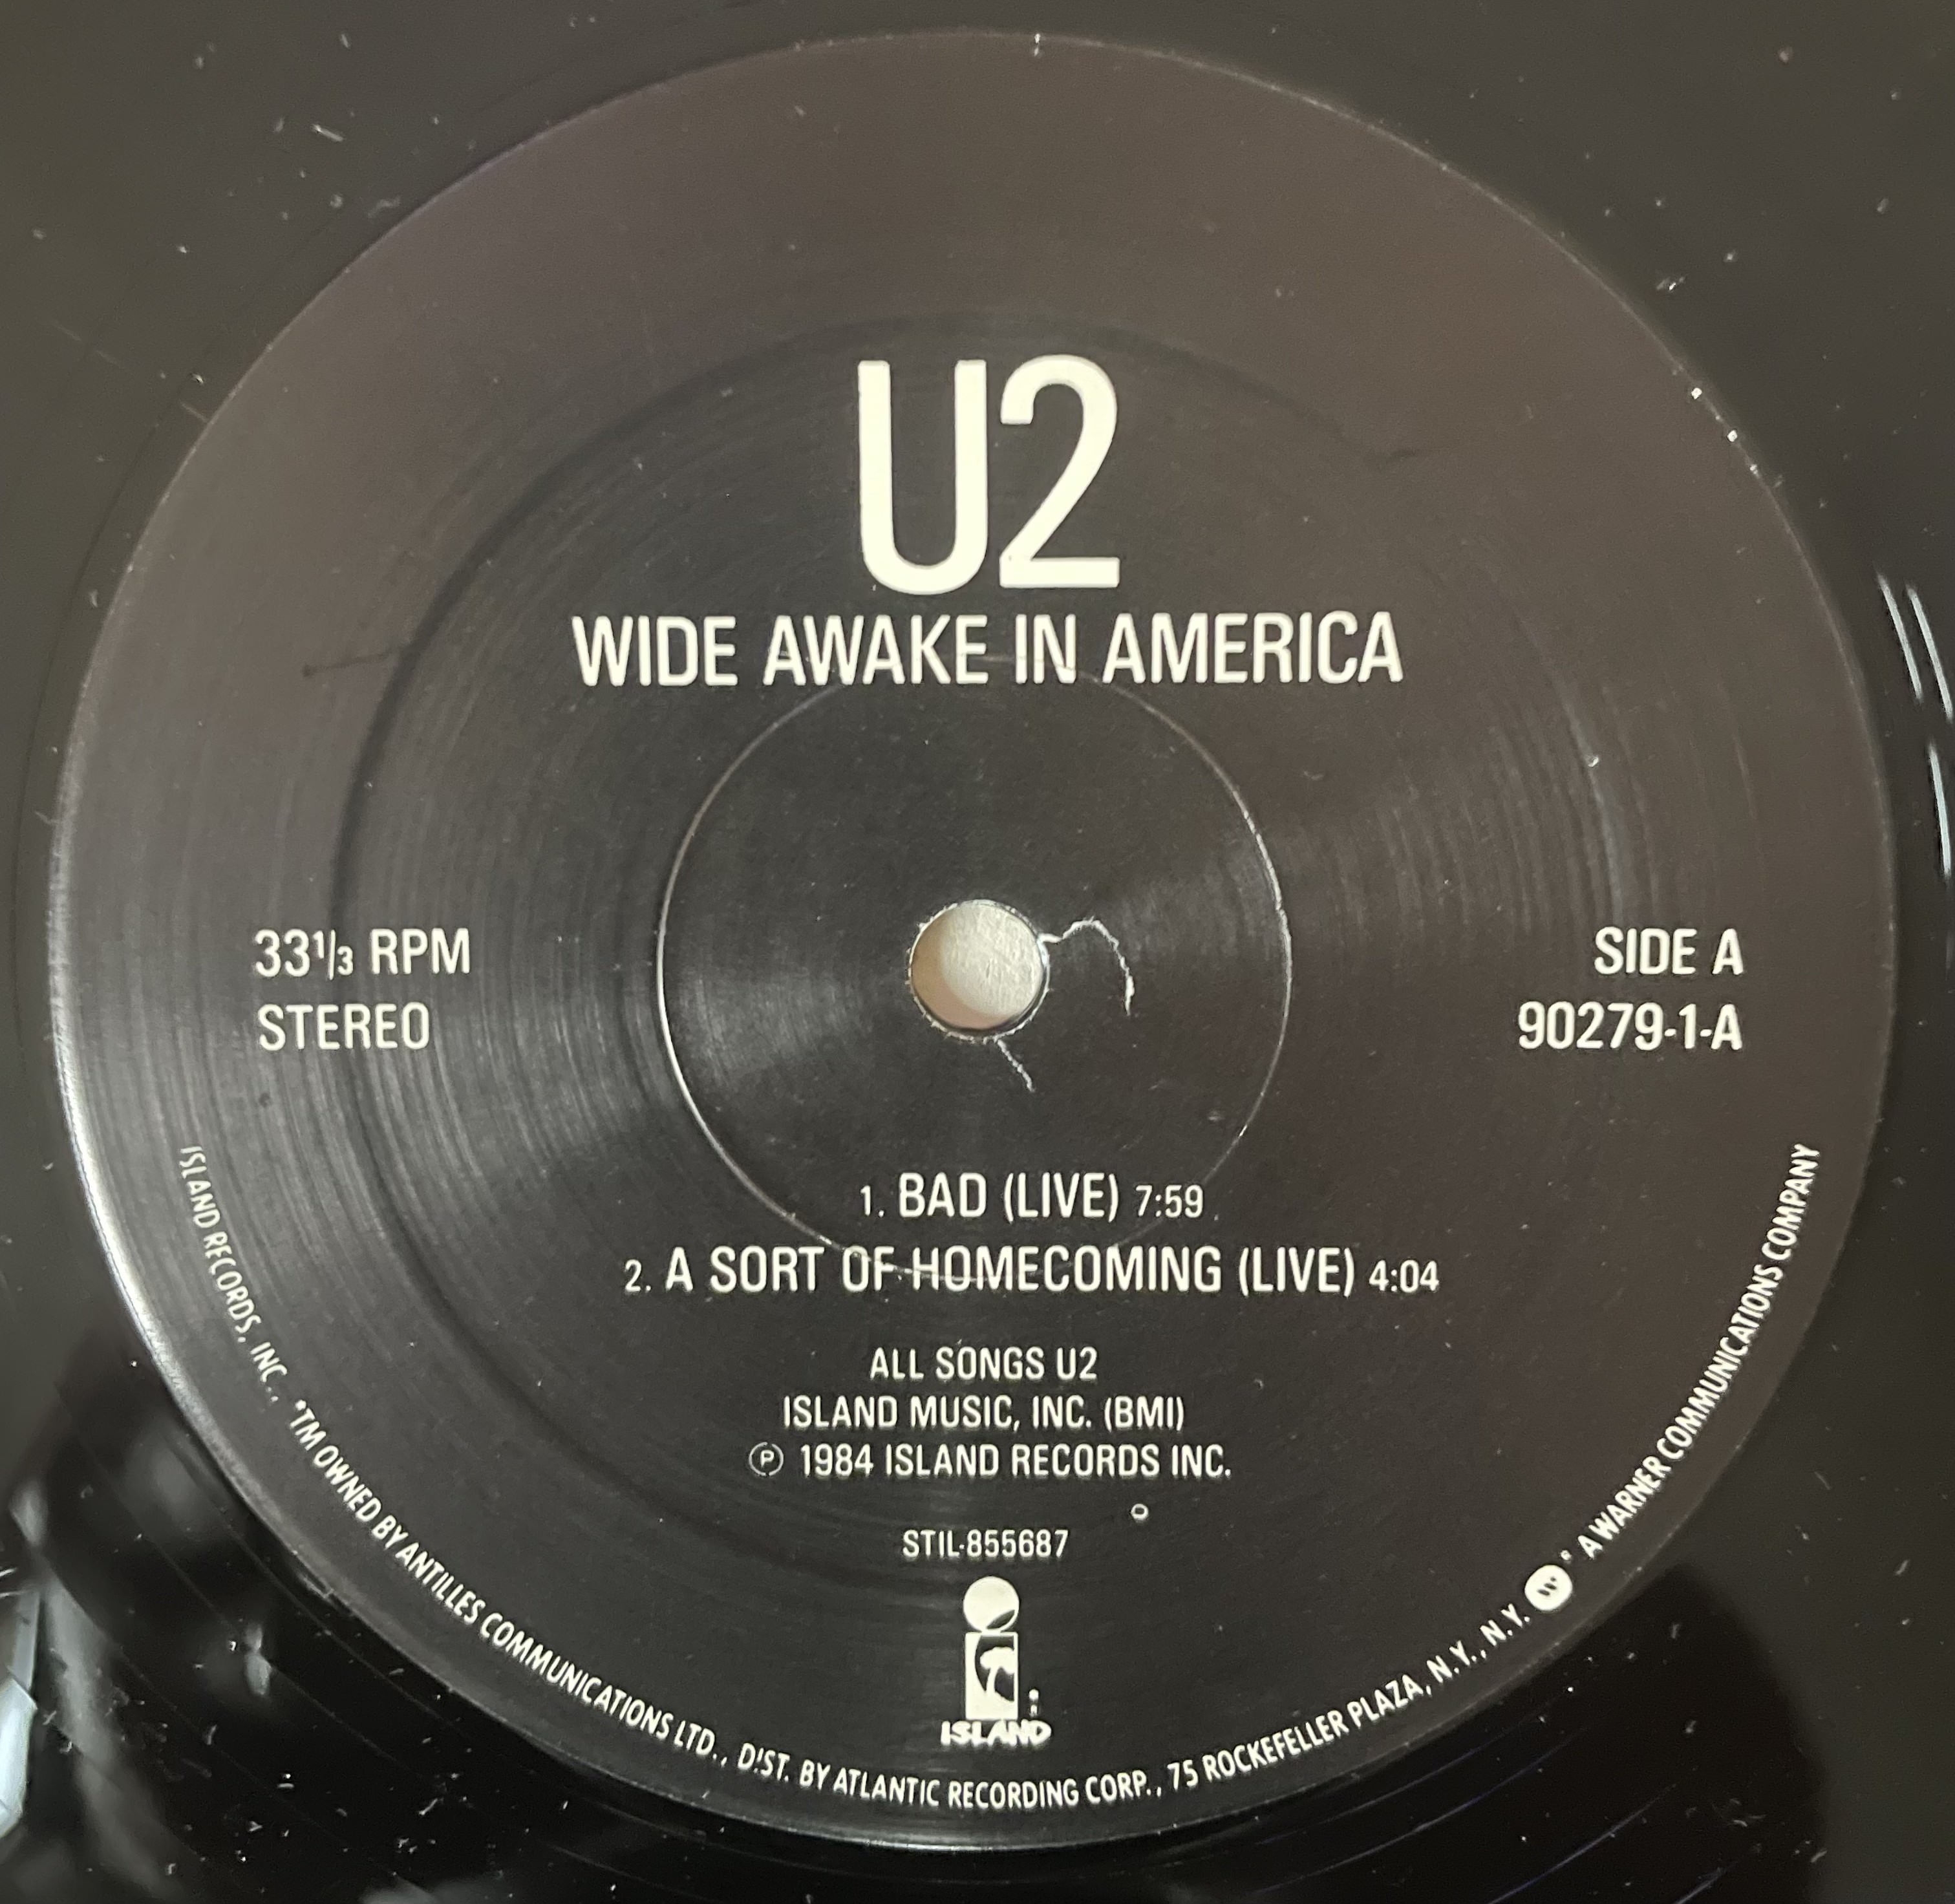 U2
WIDE AWAKE IN AMERICA
33 1/3 RPM
STEREO
SIDE A
90279-1-A
1. BAD (LIVE) 7:59
2. A SORT OF HOMECOMING (LIVE) 4:04
ALL SONGS U2
ISLAND MUSIC, INC. (BMI)
Ⓟ 1984 ISLAND RECORDS INC.
STIL-855687
ISLAND
ISLAND RECORDS, INC., *TM OWNED BY ANTILLES COMMUNICATIONS LTD., DIST. BY ATLANTIC RECORDING CORP., 75 ROCKEFELLER PLAZA, N.Y., N.Y. W * A WARNER COMMUNICATIONS COMPANY